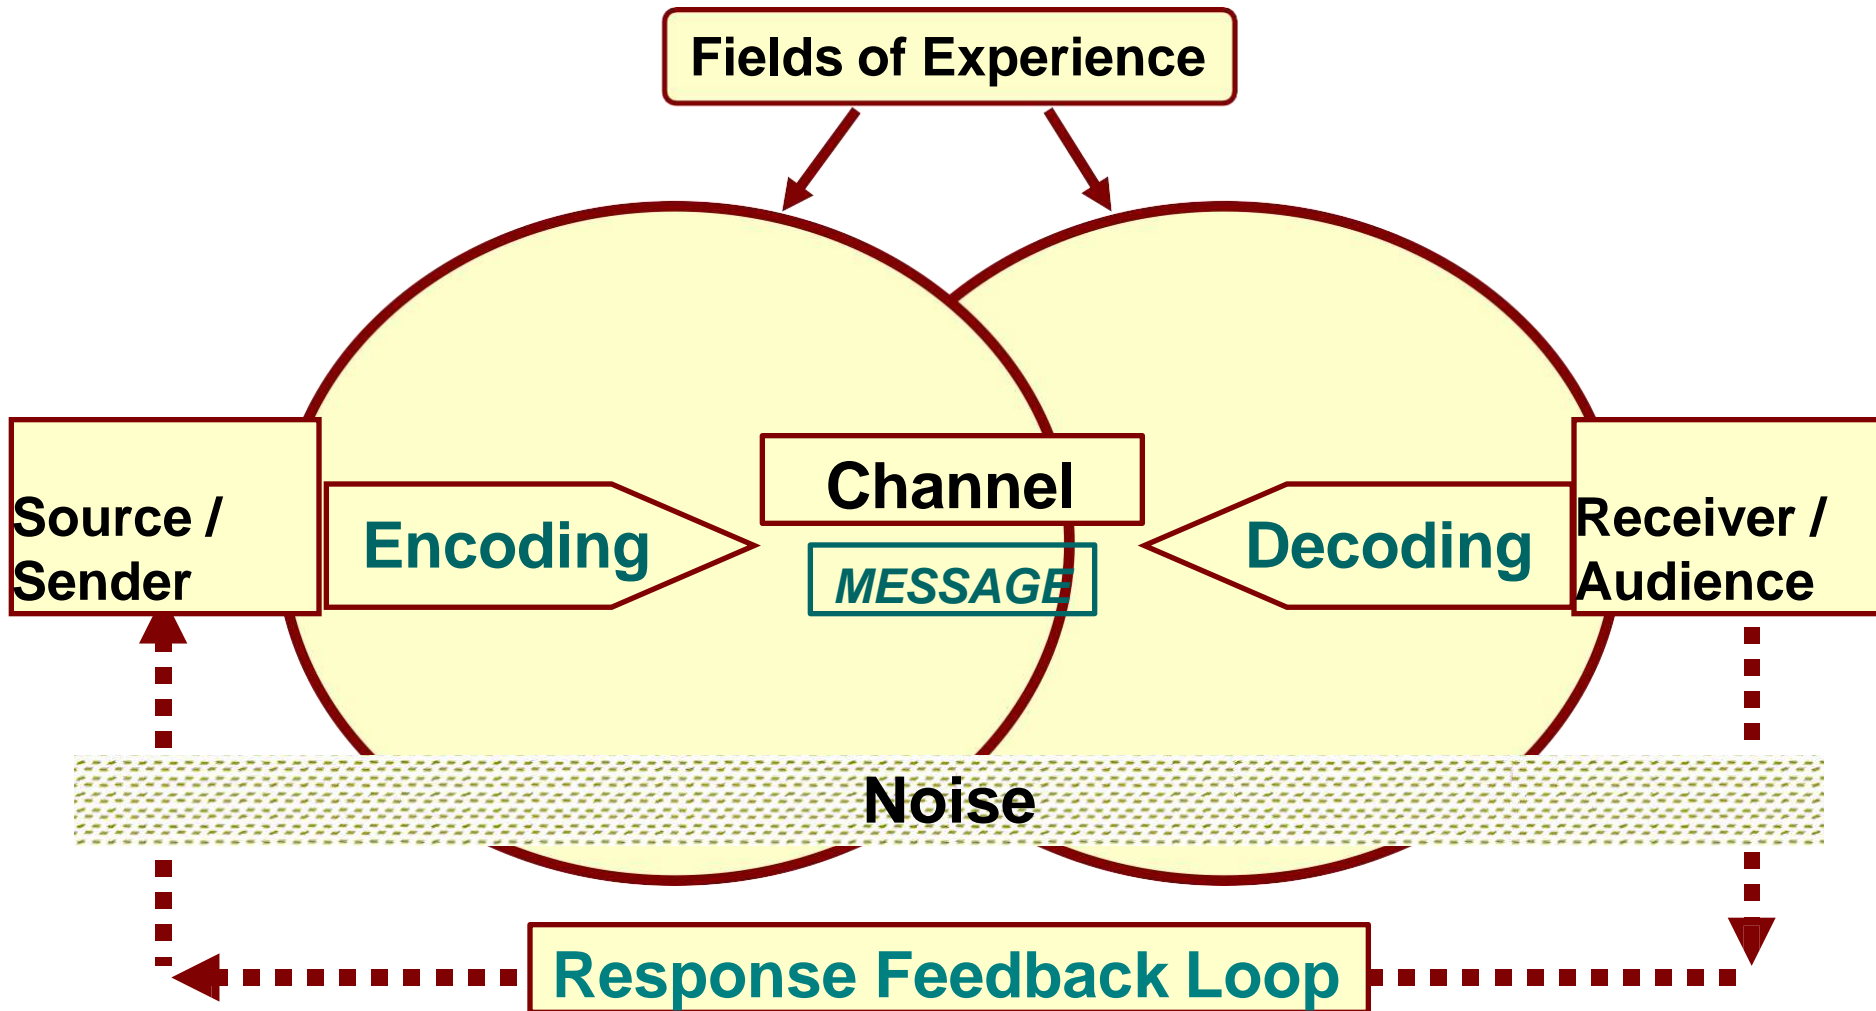 Fields of Experience
Source /
Sender
Encoding
Channel
MESSAGE
Decoding
Receiver /
Audience
Noise
Response Feedback Loop